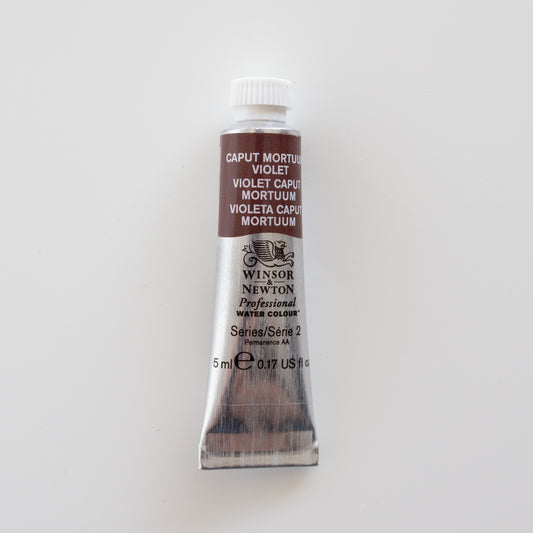 CAPUT MORTUUM
VIOLET
VIOLET CAPUT
MORTUUM
VIOLETA CAPUT
MORTUUM
WINSOR
&
NEWTON
Professional
WATER COLOUR™
Series/Série 2
Permanence AA
5 ml e 0.17 US fl oz